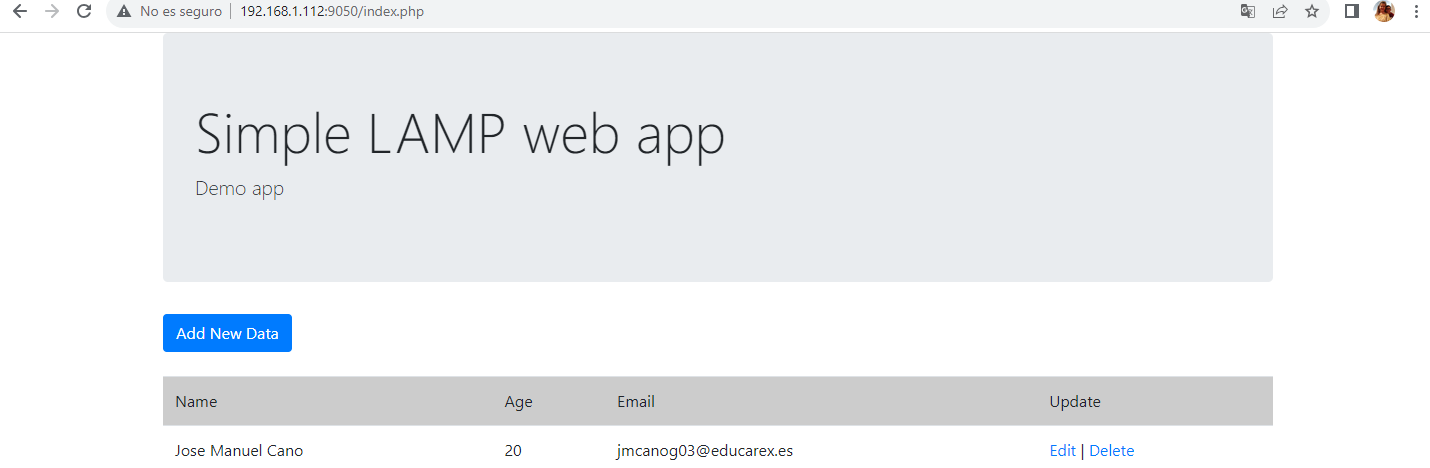 No es seguro | 192.168.1.112:9050/index.php
Simple LAMP web app
Demo app
Add New Data
Name Age Email Update
Jose Manuel Cano 20 jmcanog03@educarex.es Edit | Delete